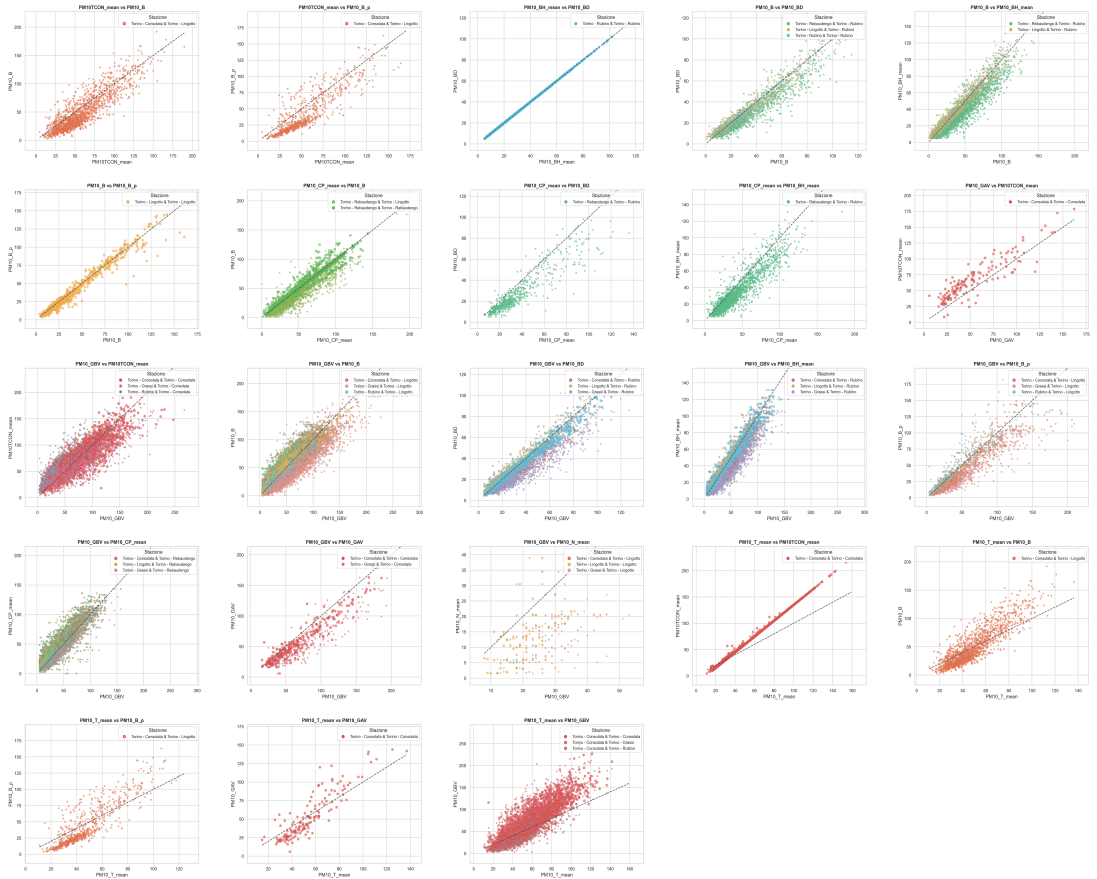 PM10TCON_mean vs PM10_B
Stazione
Torino - Consolata & Torino - Lingotto
PM10_B
PM10TCON_mean
PM10TCON_mean vs PM10_B_p
Stazione
Torino - Consolata & Torino - Lingotto
PM10_B_p
PM10TCON_mean
PM10_BH_mean vs PM10_BD
Stazione
Torino - Rubino & Torino - Rubino
PM10_BD
PM10_BH_mean
PM10_B vs PM10_BD
Stazione
Torino - Rebaudengo & Torino - Rubino
Torino - Lingotto & Torino - Rubino
Torino - Rubino & Torino - Rubino
PM10_BD
PM10_B
PM10_B vs PM10_BH_mean
Stazione
Torino - Rebaudengo & Torino - Rubino
Torino - Lingotto & Torino - Rubino
PM10_BH_mean
PM10_B
PM10_B vs PM10_B_p
Stazione
Torino - Lingotto & Torino - Lingotto
PM10_B_p
PM10_B
PM10_CP_mean vs PM10_B
Stazione
Torino - Rebaudengo & Torino - Lingotto
Torino - Rebaudengo & Torino - Rebaudengo
PM10_B
PM10_CP_mean
PM10_CP_mean vs PM10_BD
Stazione
Torino - Rebaudengo & Torino - Rubino
PM10_BD
PM10_CP_mean
PM10_CP_mean vs PM10_BH_mean
Stazione
Torino - Rebaudengo & Torino - Rubino
PM10_BH_mean
PM10_CP_mean
PM10_GAV vs PM10TCON_mean
Stazione
Torino - Consolata & Torino - Consolata
PM10TCON_mean
PM10_GAV
PM10_GBV vs PM10TCON_mean
Stazione
Torino - Consolata & Torino - Consolata
Torino - Grassi & Torino - Consolata
Torino - Rubino & Torino - Consolata
PM10TCON_mean
PM10_GBV
PM10_GBV vs PM10_B
Stazione
Torino - Consolata & Torino - Lingotto
Torino - Grassi & Torino - Lingotto
Torino - Rubino & Torino - Lingotto
PM10_B
PM10_GBV
PM10_GBV vs PM10_BD
Stazione
Torino - Consolata & Torino - Rubino
Torino - Lingotto & Torino - Rubino
Torino - Grassi & Torino - Rubino
PM10_BD
PM10_GBV
PM10_GBV vs PM10_BH_mean
Stazione
Torino - Consolata & Torino - Rubino
Torino - Lingotto & Torino - Rubino
Torino - Grassi & Torino - Rubino
PM10_BH_mean
PM10_GBV
PM10_GBV vs PM10_B_p
Stazione
Torino - Consolata & Torino - Lingotto
Torino - Grassi & Torino - Lingotto
Torino - Rubino & Torino - Lingotto
PM10_B_p
PM10_GBV
PM10_GBV vs PM10_CP_mean
Stazione
Torino - Consolata & Torino - Rebaudengo
Torino - Lingotto & Torino - Rebaudengo
Torino - Grassi & Torino - Rebaudengo
PM10_CP_mean
PM10_GBV
PM10_GBV vs PM10_GAV
Stazione
Torino - Consolata & Torino - Consolata
Torino - Grassi & Torino - Consolata
PM10_GAV
PM10_GBV
PM10_GBV vs PM10_N_mean
Stazione
Torino - Consolata & Torino - Lingotto
Torino - Lingotto & Torino - Lingotto
Torino - Grassi & Torino - Lingotto
PM10_N_mean
PM10_GBV
PM10_T_mean vs PM10TCON_mean
Stazione
Torino - Consolata & Torino - Consolata
PM10TCON_mean
PM10_T_mean
PM10_T_mean vs PM10_B
Stazione
Torino - Consolata & Torino - Lingotto
PM10_B
PM10_T_mean
PM10_T_mean vs PM10_B_p
Stazione
Torino - Consolata & Torino - Lingotto
PM10_B_p
PM10_T_mean
PM10_T_mean vs PM10_GAV
Stazione
Torino - Consolata & Torino - Consolata
PM10_GAV
PM10_T_mean
PM10_T_mean vs PM10_GBV
Stazione
Torino - Consolata & Torino - Consolata
Torino - Consolata & Torino - Grassi
Torino - Consolata & Torino - Rubino
PM10_GBV
PM10_T_mean